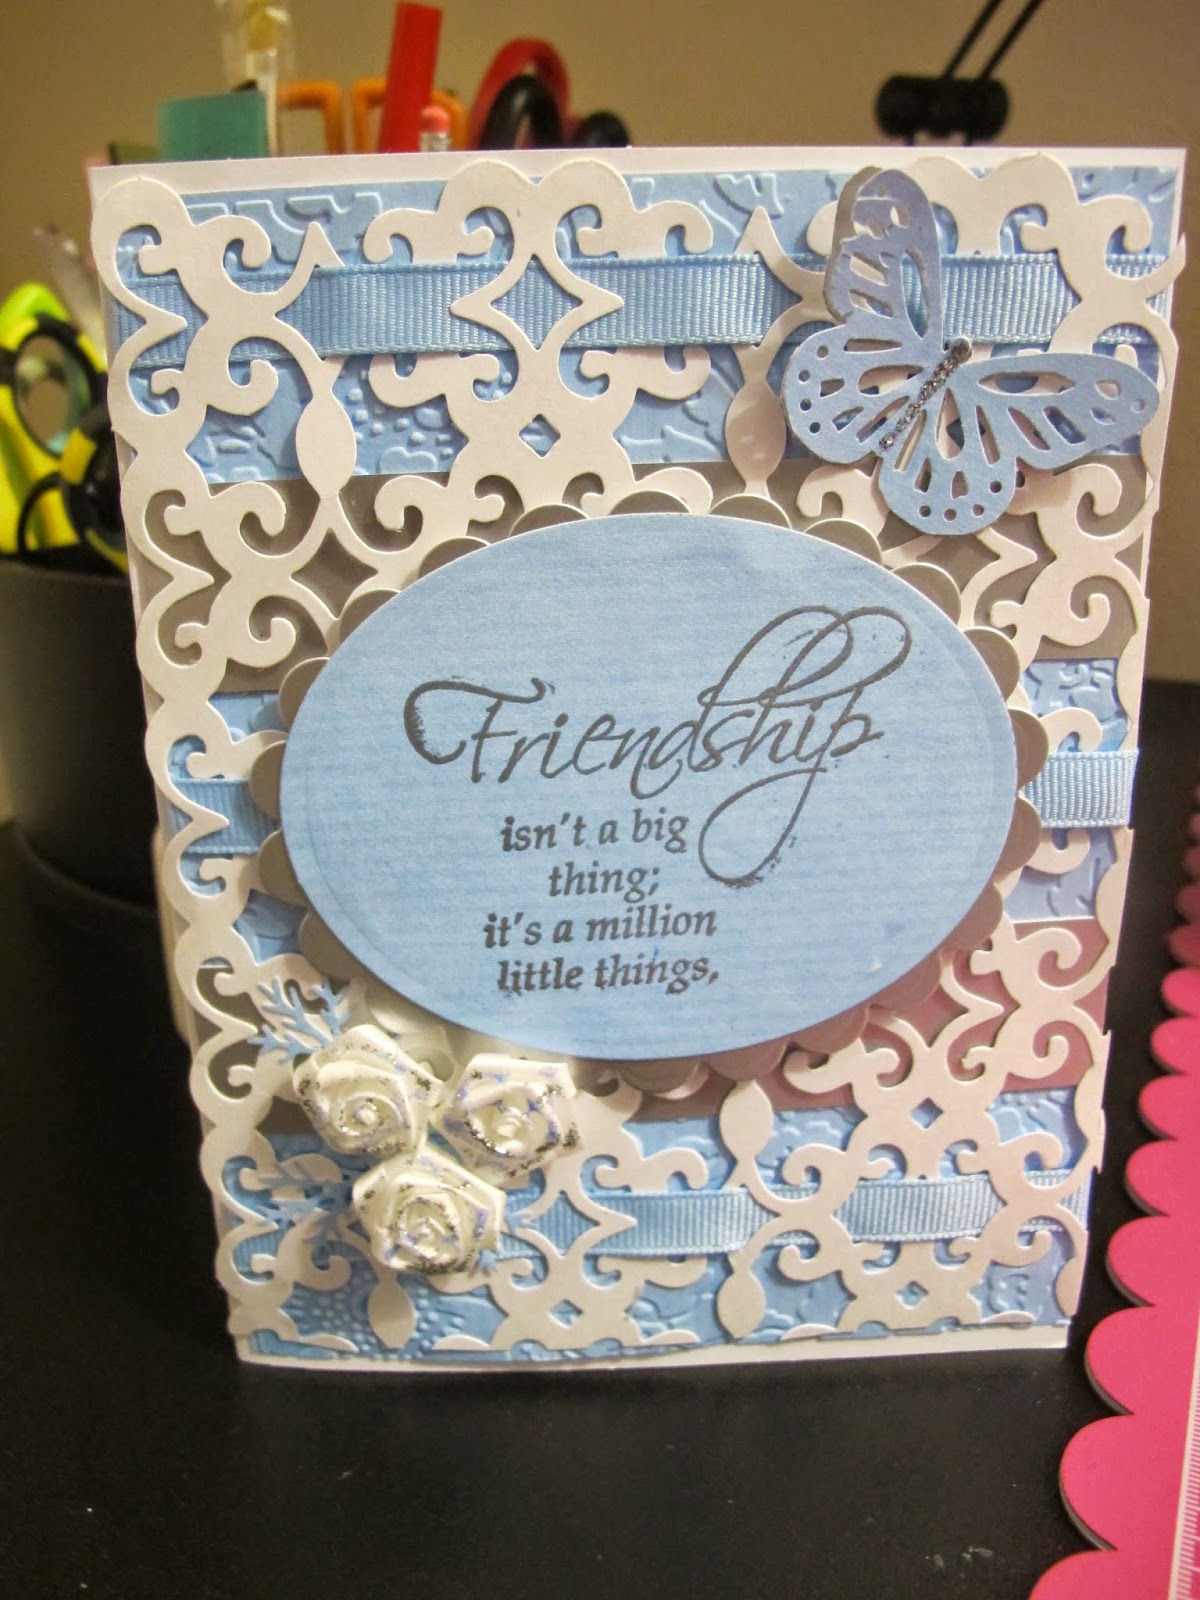 Friendship
isn't a big
thing;
it's a million
little things,